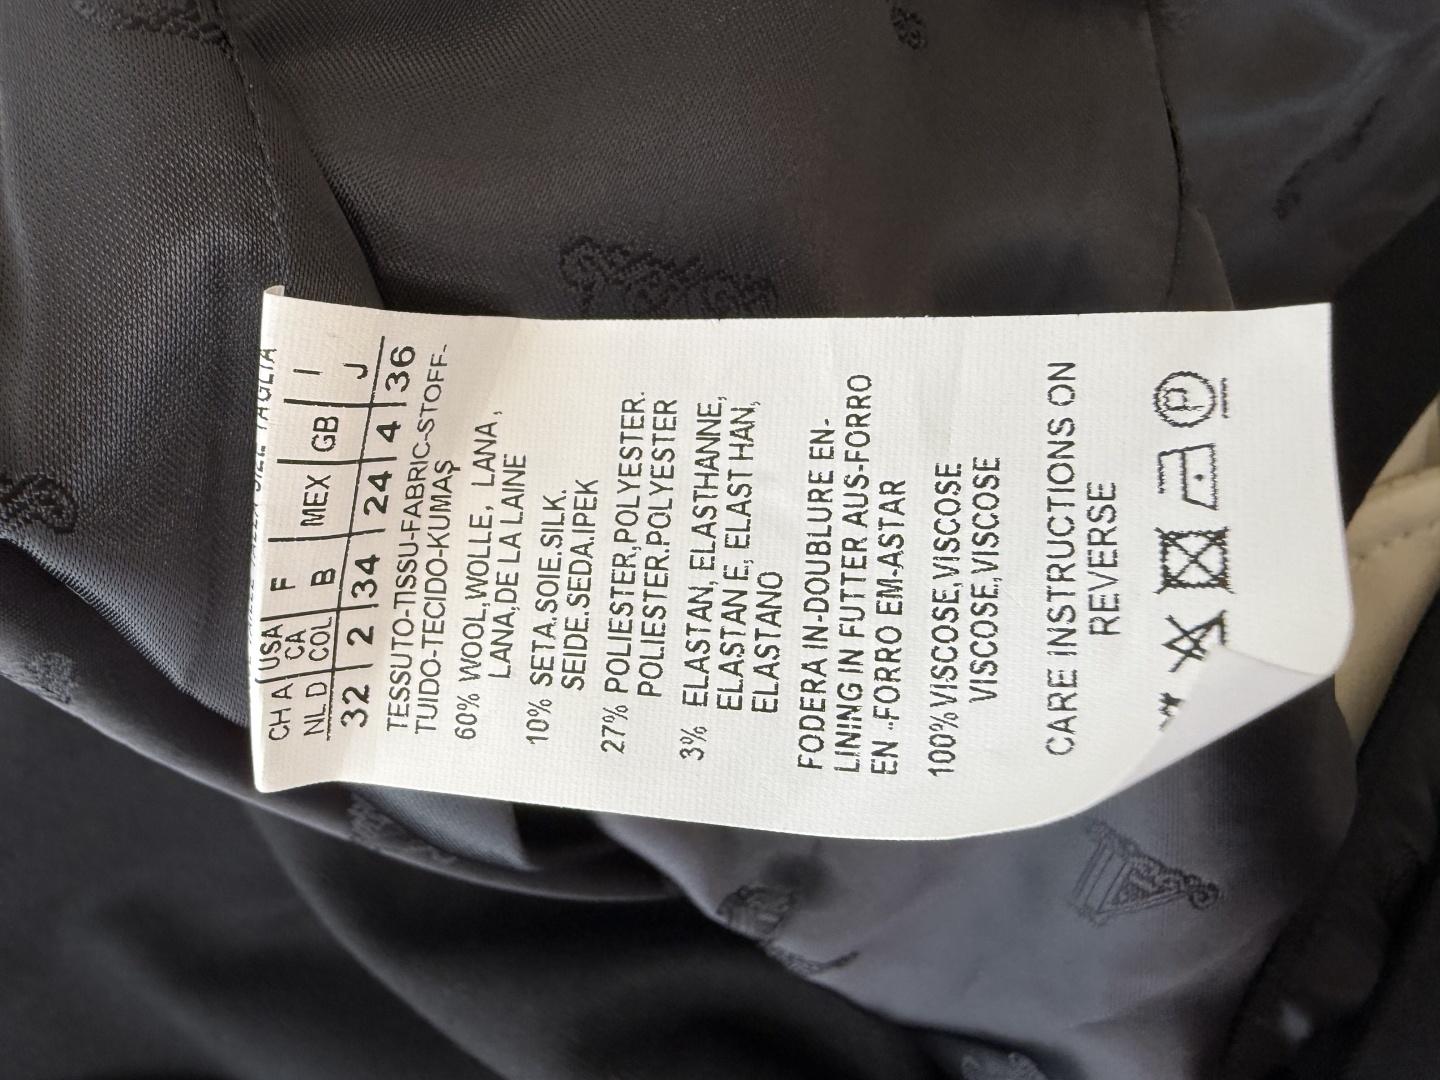 SIZE TAGLIA
CH A | USA | F | MEX | GB | I
NL D | CA COL | B | J
32 | 2 | 34 | 24 | 4 | 36
TESSUTO-TISSU-FABRIC-STOFF-
TUIDO-TECIDO-KUMAŞ
60% WOOL,WOLLE, LANA,
LANA,DE LA LAINE
10% SETA.SOIE.SILK.
SEIDE.SEDA.IPEK
27% POLIESTER,POLYESTER.
POLIESTER.POLYESTER
3% ELASTAN, ELASTHANNE,
ELASTAN E, ELAST HAN,
ELASTANO
FODERA IN-DOUBLURE EN-
LINING IN FUTTER AUS-FORRO
EN -FORRO EM-ASTAR
100%VISCOSE,VISCOSE
VISCOSE,VISCOSE
CARE INSTRUCTIONS ON
REVERSE
P